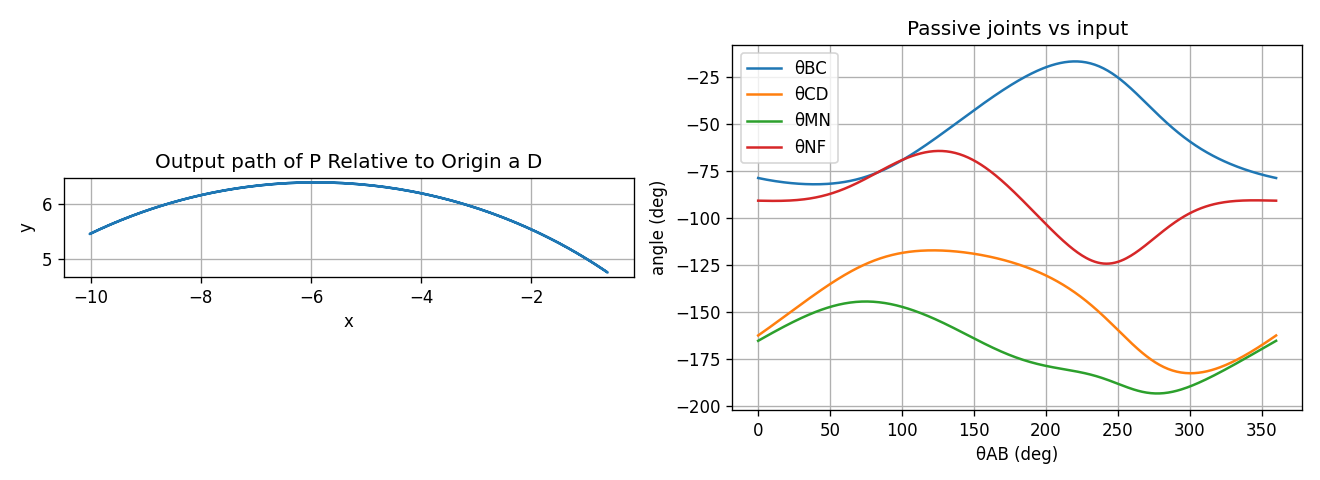 Output path of P Relative to Origin a D
y
6
5
−10
−8
−6
−4
−2
x
Passive joints vs input
θBC
θCD
θMN
θNF
angle (deg)
−25
−50
−75
−100
−125
−150
−175
−200
0
50
100
150
200
250
300
350
θAB (deg)